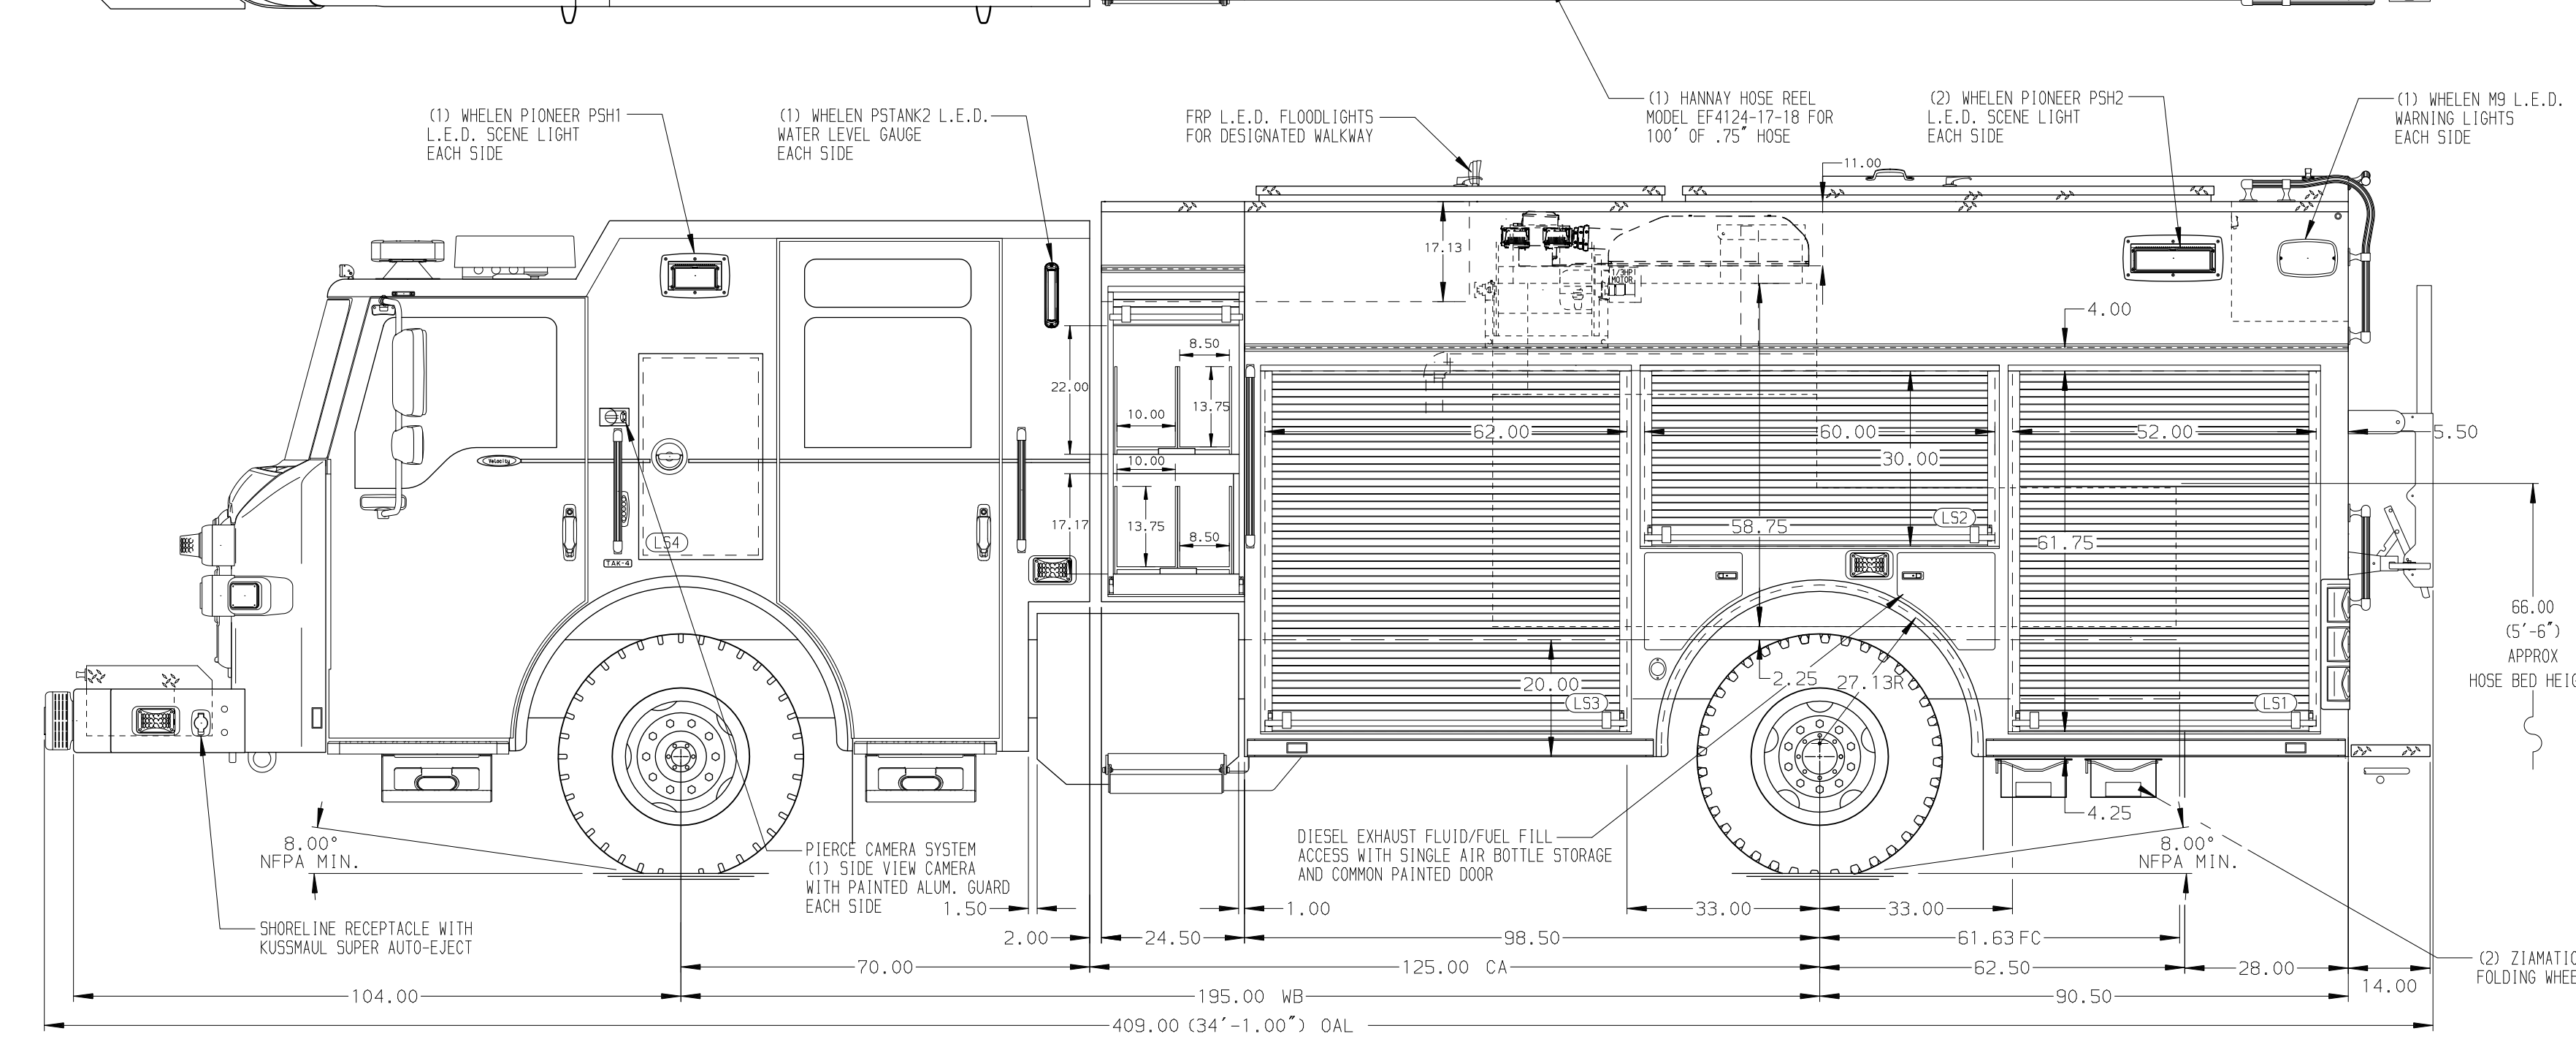 (1) WHELEN PIONEER PSH1
L.E.D. SCENE LIGHT
EACH SIDE
(1) WHELEN PSTANK2 L.E.D.
WATER LEVEL GAUGE
EACH SIDE
FRP L.E.D. FLOODLIGHTS
FOR DESIGNATED WALKWAY
(1) HANNAY HOSE REEL
MODEL EF4124-17-18 FOR
100' OF .75" HOSE
(2) WHELEN PIONEER PSH2
L.E.D. SCENE LIGHT
EACH SIDE
(1) WHELEN M9 L.E.D.
WARNING LIGHTS
EACH SIDE
11.00
17.13
1/3HP
MOTOR
4.00
8.50
22.00
10.00
13.75
62.00
60.00
52.00
5.50
Velocity
10.00
30.00
17.17
13.75
8.50
58.75
LS2
61.75
LS4
TAK-4
66.00
(5'-6")
APPROX
HOSE BED HEIG
2.25
27.13R
20.00
LS3
LS1
4.25
8.00°
NFPA MIN.
PIERCE CAMERA SYSTEM
(1) SIDE VIEW CAMERA
WITH PAINTED ALUM. GUARD
EACH SIDE
DIESEL EXHAUST FLUID/FUEL FILL
ACCESS WITH SINGLE AIR BOTTLE STORAGE
AND COMMON PAINTED DOOR
8.00°
NFPA MIN.
1.50
1.00
33.00
33.00
SHORELINE RECEPTACLE WITH
KUSSMAUL SUPER AUTO-EJECT
2.00
24.50
98.50
61.63 FC
(2) ZIAMATIC
FOLDING WHEE
70.00
125.00 CA
62.50
28.00
14.00
104.00
195.00 WB
90.50
409.00 (34'-1.00") OAL